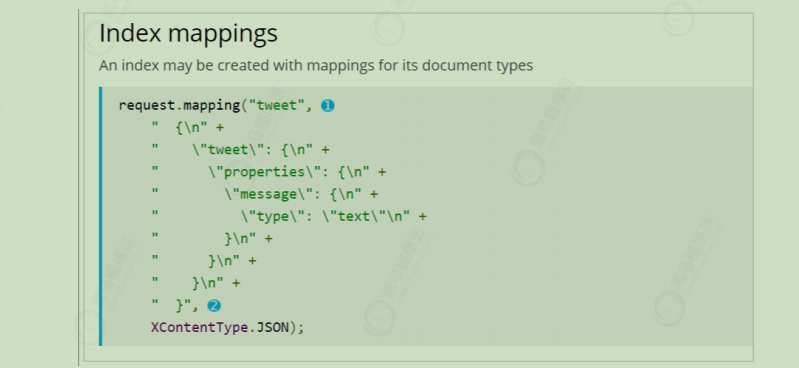 Index mappings
An index may be created with mappings for its document types
request.mapping("tweet", 1
"  {\n" +
"    \"tweet\": {\n" +
"      \"properties\": {\n" +
"        \"message\": {\n" +
"          \"type\": \"text\"\n" +
"        }\n" +
"      }\n" +
"    }\n" +
"  }", 2
XContentType.JSON);